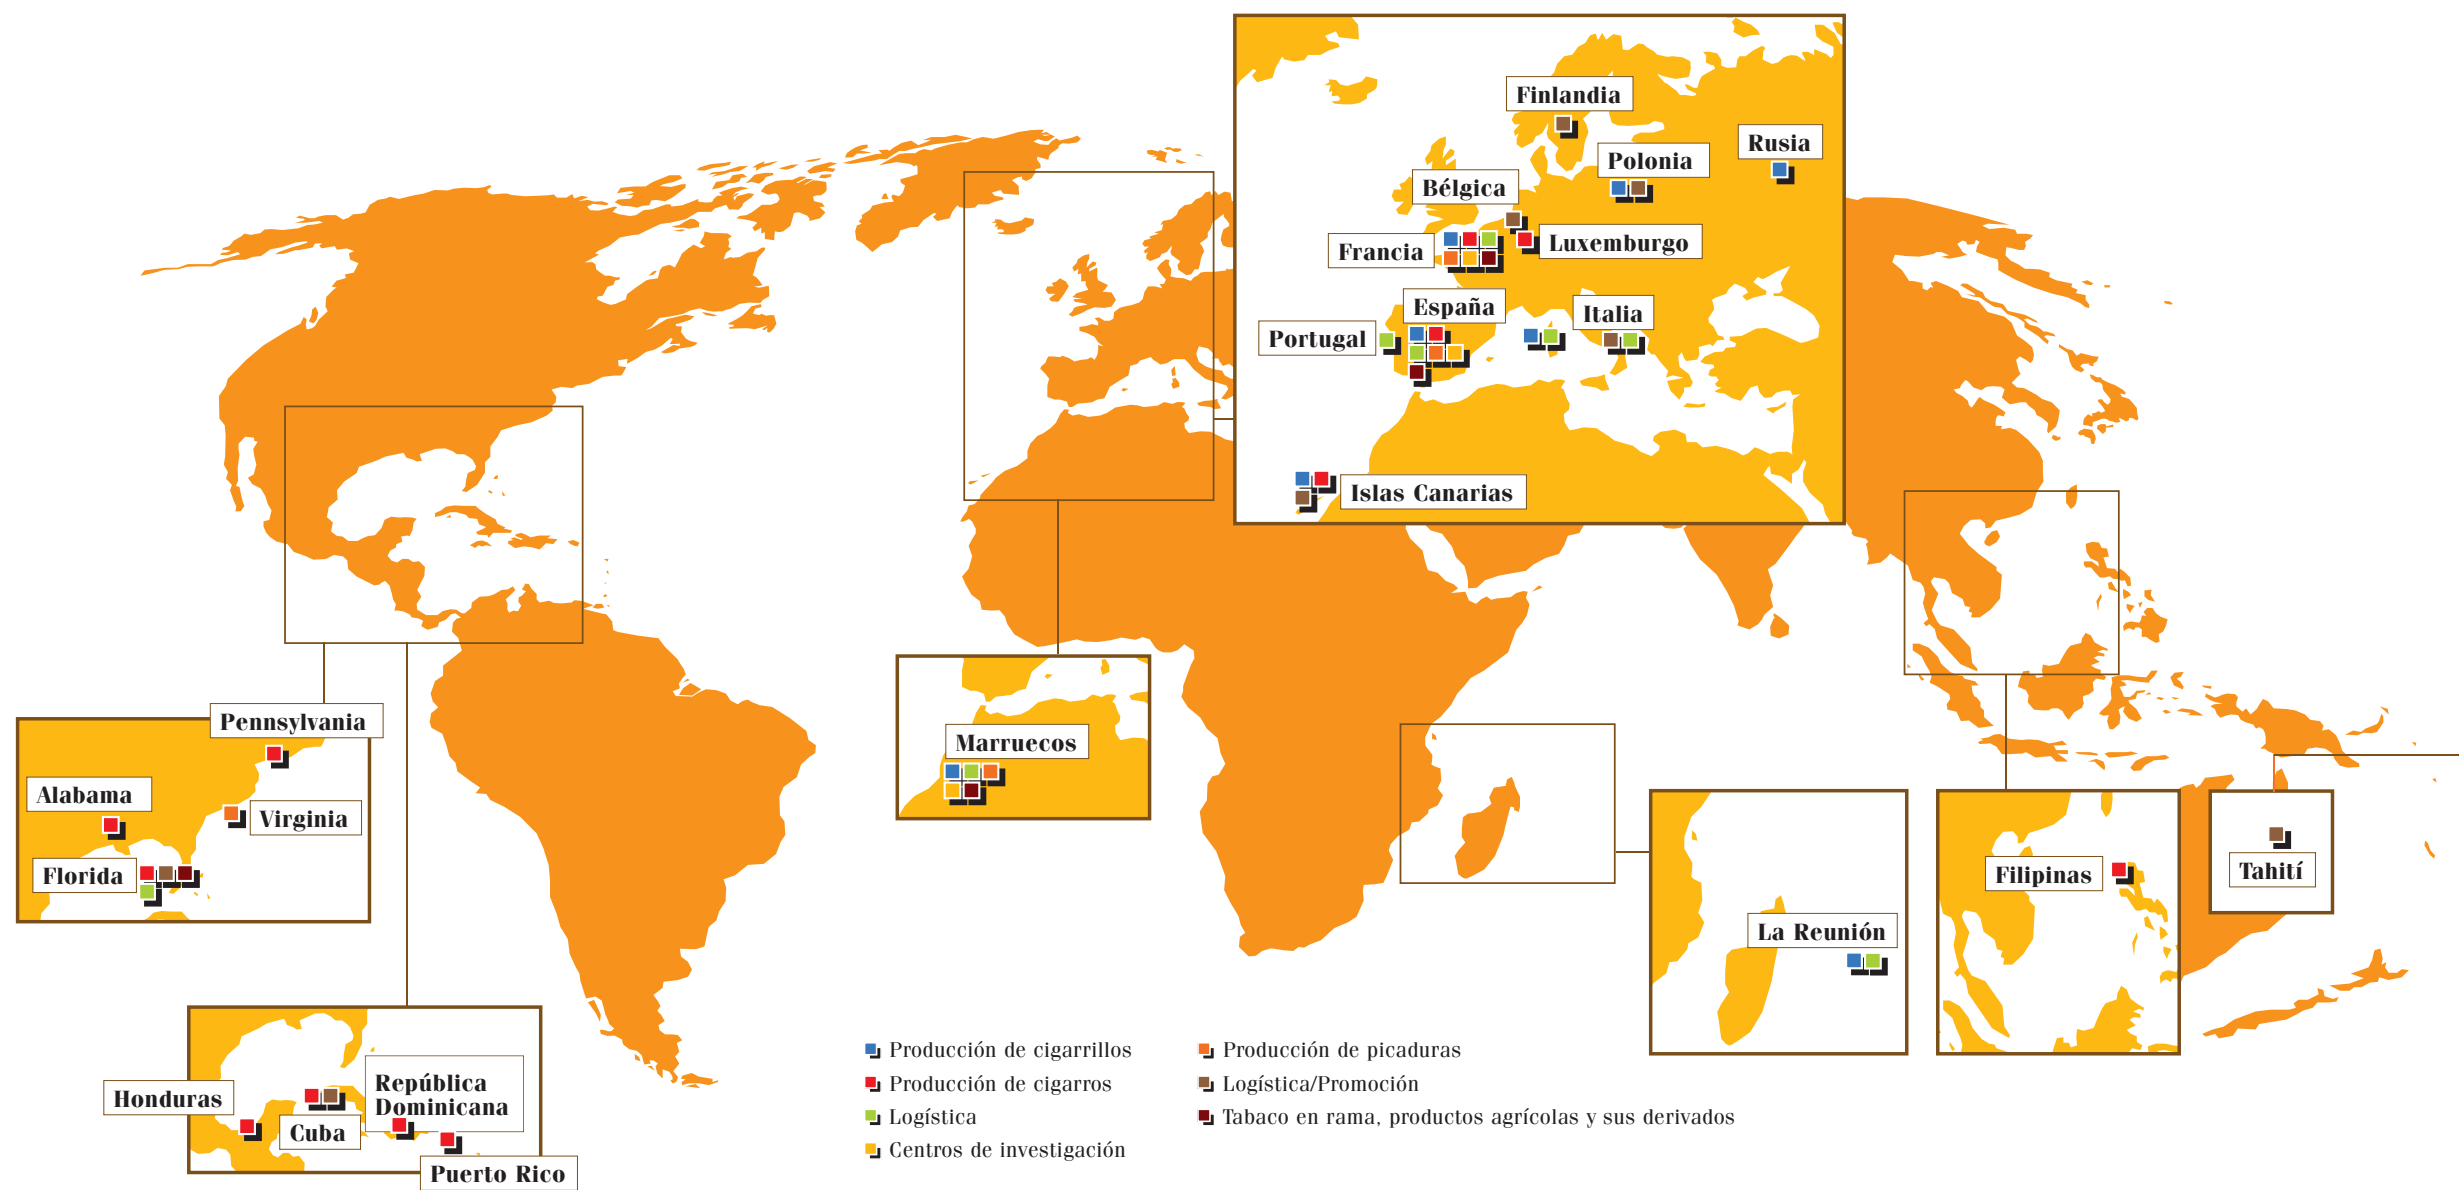 Finlandia
Rusia
Polonia
Bélgica
Francia
Luxemburgo
España
Italia
Portugal
Islas Canarias
Pennsylvania
Marruecos
Alabama
Virginia
Florida
Filipinas
Tahití
La Reunión
República
Dominicana
Honduras
Cuba
Puerto Rico
Producción de cigarrillos
Producción de cigarros
Logística
Centros de investigación
Producción de picaduras
Logística/Promoción
Tabaco en rama, productos agrícolas y sus derivados